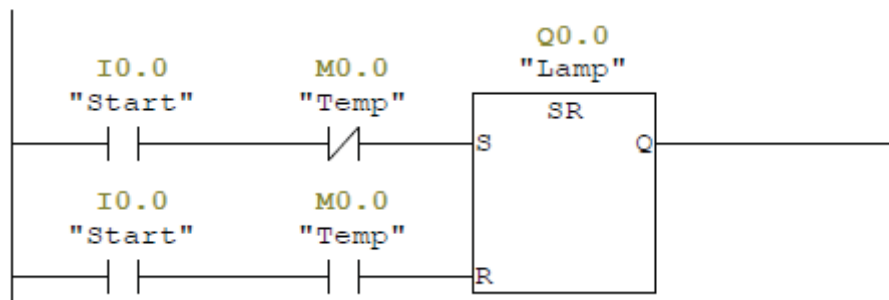 Q0.0
I0.0 M0.0 "Lamp"
"Start" "Temp"
SR
S Q
I0.0 M0.0
"Start" "Temp"
R